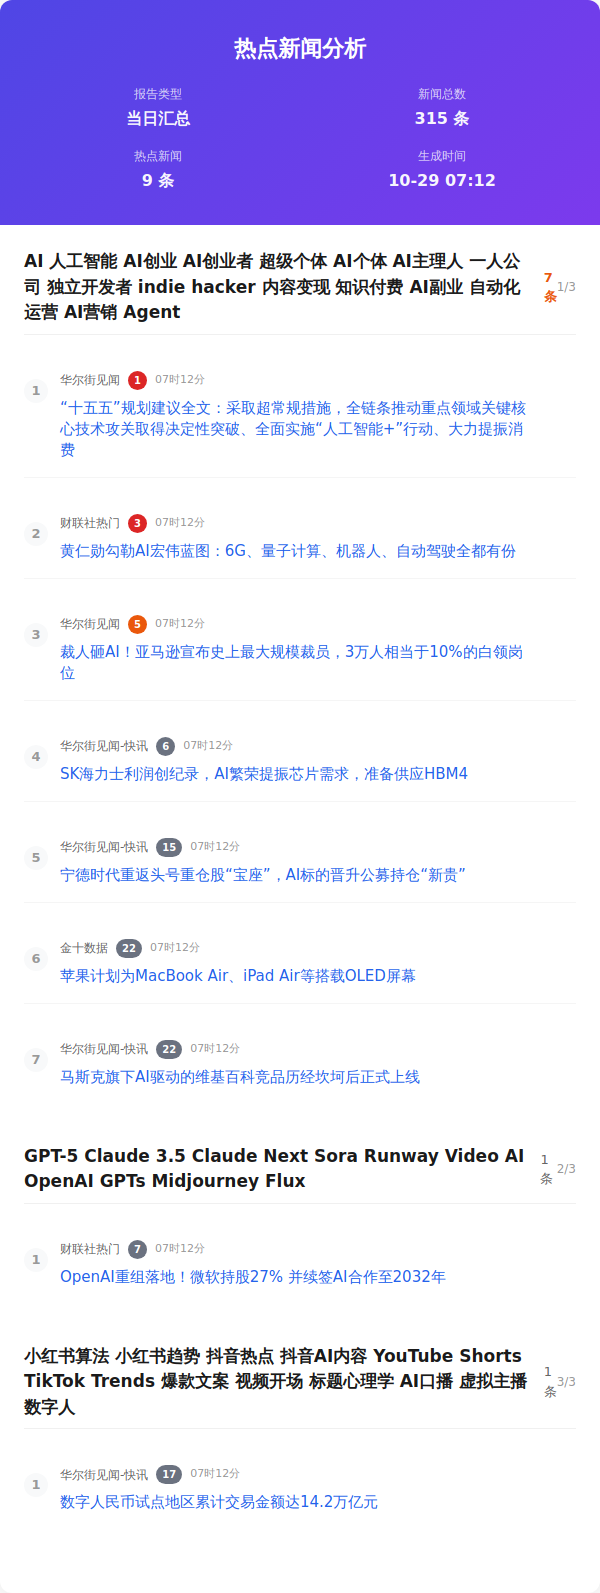 热点新闻分析
报告类型
新闻总数
当日汇总
315 条
热点新闻
生成时间
9 条
10-29 07:12
AI 人工智能 AI创业 AI创业者 超级个体 AI个体 AI主理人 一人公
司 独立开发者 indie hacker 内容变现 知识付费 AI副业 自动化
运营 AI营销 Agent
7
条
1/3
1
华尔街见闻 1 07时12分
“十五五”规划建议全文：采取超常规措施，全链条推动重点领域关键核
心技术攻关取得决定性突破、全面实施“人工智能+”行动、大力提振消
费
2
财联社热门 3 07时12分
黄仁勋勾勒AI宏伟蓝图：6G、量子计算、机器人、自动驾驶全都有份
3
华尔街见闻 5 07时12分
裁人砸AI！亚马逊宣布史上最大规模裁员，3万人相当于10%的白领岗
位
4
华尔街见闻-快讯 6 07时12分
SK海力士利润创纪录，AI繁荣提振芯片需求，准备供应HBM4
5
华尔街见闻-快讯 15 07时12分
宁德时代重返头号重仓股“宝座”，AI标的晋升公募持仓“新贵”
6
金十数据 22 07时12分
苹果计划为MacBook Air、iPad Air等搭载OLED屏幕
7
华尔街见闻-快讯 22 07时12分
马斯克旗下AI驱动的维基百科竞品历经坎坷后正式上线
GPT-5 Claude 3.5 Claude Next Sora Runway Video AI
OpenAI GPTs Midjourney Flux
1
条
2/3
1
财联社热门 7 07时12分
OpenAI重组落地！微软持股27% 并续签AI合作至2032年
小红书算法 小红书趋势 抖音热点 抖音AI内容 YouTube Shorts
TikTok Trends 爆款文案 视频开场 标题心理学 AI口播 虚拟主播
数字人
1
条
3/3
1
华尔街见闻-快讯 17 07时12分
数字人民币试点地区累计交易金额达14.2万亿元